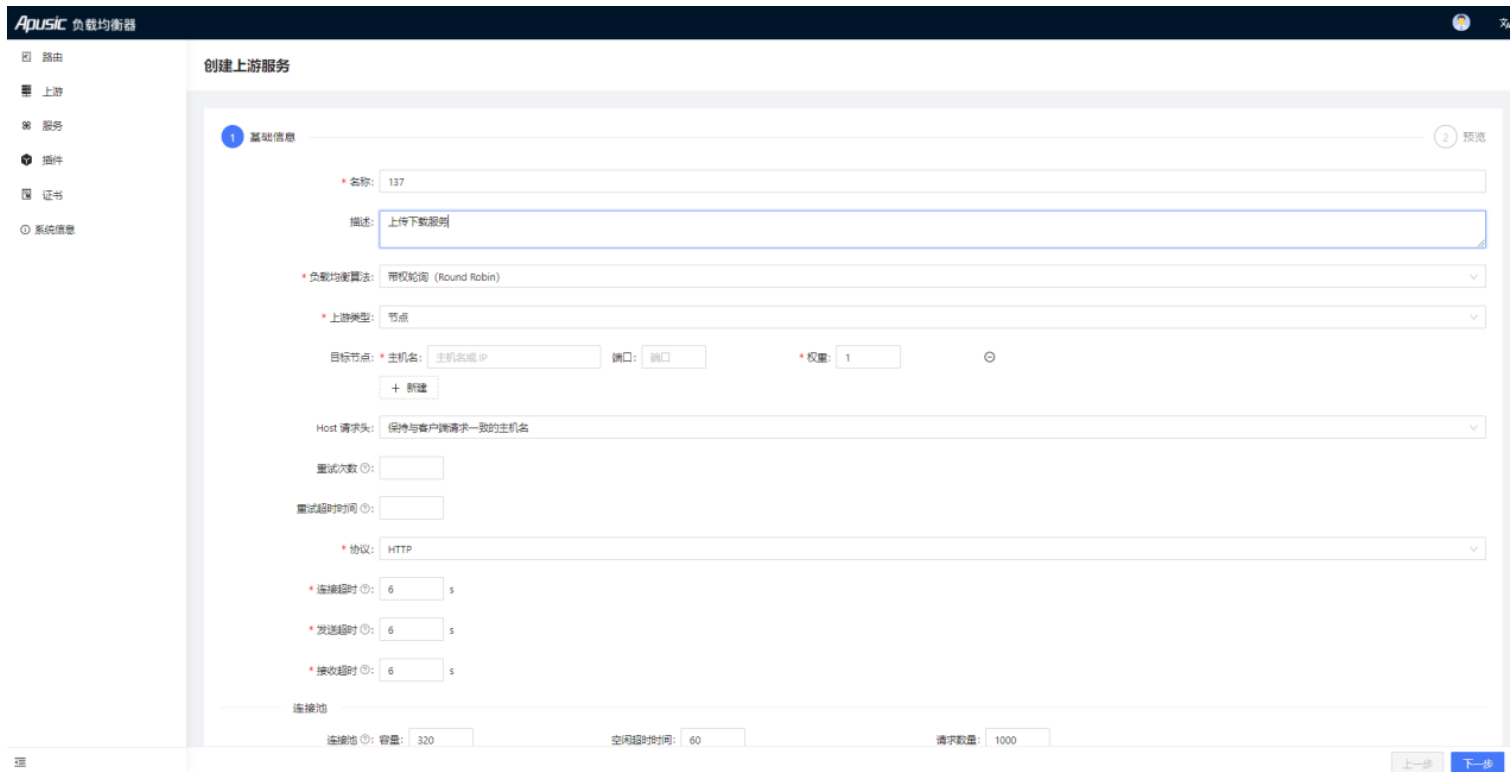 Apusic 负载均衡器
路由
上游
服务
插件
证书
系统信息
创建上游服务
1 基础信息
2 预览
* 名称: 137
描述: 上传下载服务
* 负载均衡算法: 带权轮询（Round Robin）
* 上游类型: 节点
目标节点: * 主机名: 主机名或 IP 端口: 端口 * 权重: 1
+ 新建
Host 请求头: 保持与客户端请求一致的主机名
重试次数 ?:
重试超时时间 ?:
* 协议: HTTP
* 连接超时 ?: 6 s
* 发送超时 ?: 6 s
* 接收超时 ?: 6 s
连接池
连接池 ?: 容量: 320 空闲超时时间: 60 请求数量: 1000
上一步 下一步